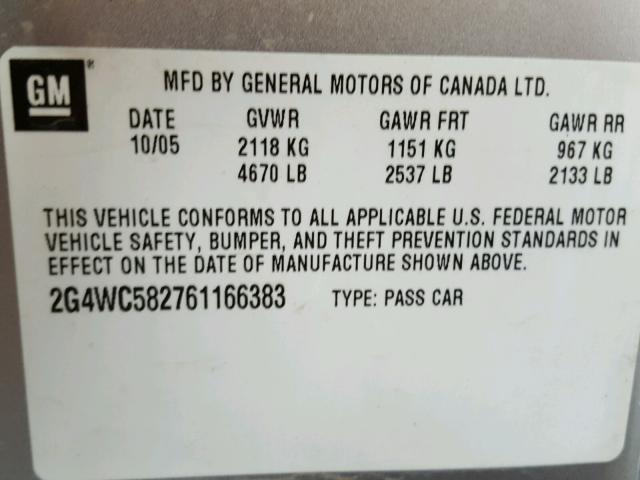 GM ® MFD BY GENERAL MOTORS OF CANADA LTD.
DATE GVWR GAWR FRT GAWR RR
10/05 2118 KG 1151 KG 967 KG
4670 LB 2537 LB 2133 LB
THIS VEHICLE CONFORMS TO ALL APPLICABLE U.S. FEDERAL MOTOR
VEHICLE SAFETY, BUMPER, AND THEFT PREVENTION STANDARDS IN
EFFECT ON THE DATE OF MANUFACTURE SHOWN ABOVE.
2G4WC582761166383 TYPE: PASS CAR